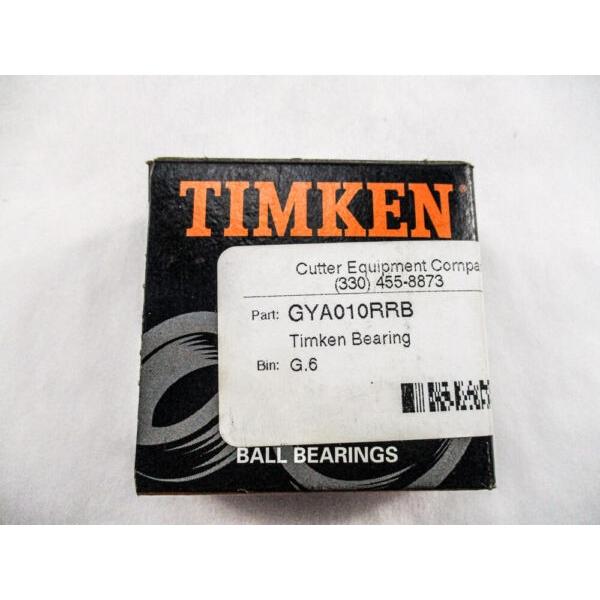 TIMKEN®
Cutter Equipment Compa
(330) 455-8873
Part: GYA010RRB
Timken Bearing
Bin: G.6
BALL BEARINGS